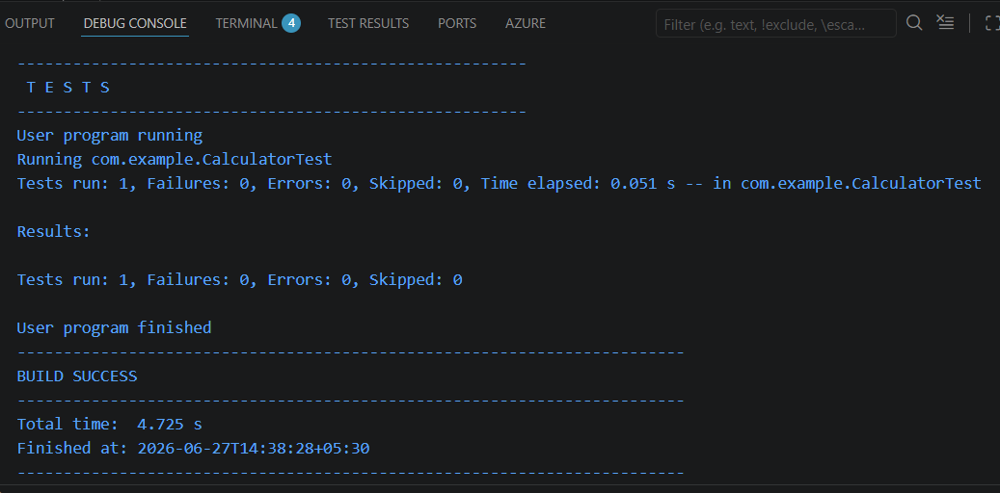 OUTPUT DEBUG CONSOLE TERMINAL 4 TEST RESULTS PORTS AZURE Filter (e.g. text, !exclude, \esca...
-------------------------------------------------------
T E S T S
-------------------------------------------------------
User program running
Running com.example.CalculatorTest
Tests run: 1, Failures: 0, Errors: 0, Skipped: 0, Time elapsed: 0.051 s -- in com.example.CalculatorTest
Results:
Tests run: 1, Failures: 0, Errors: 0, Skipped: 0
User program finished
------------------------------------------------------------------------
BUILD SUCCESS
------------------------------------------------------------------------
Total time:  4.725 s
Finished at: 2026-06-27T14:38:28+05:30
------------------------------------------------------------------------